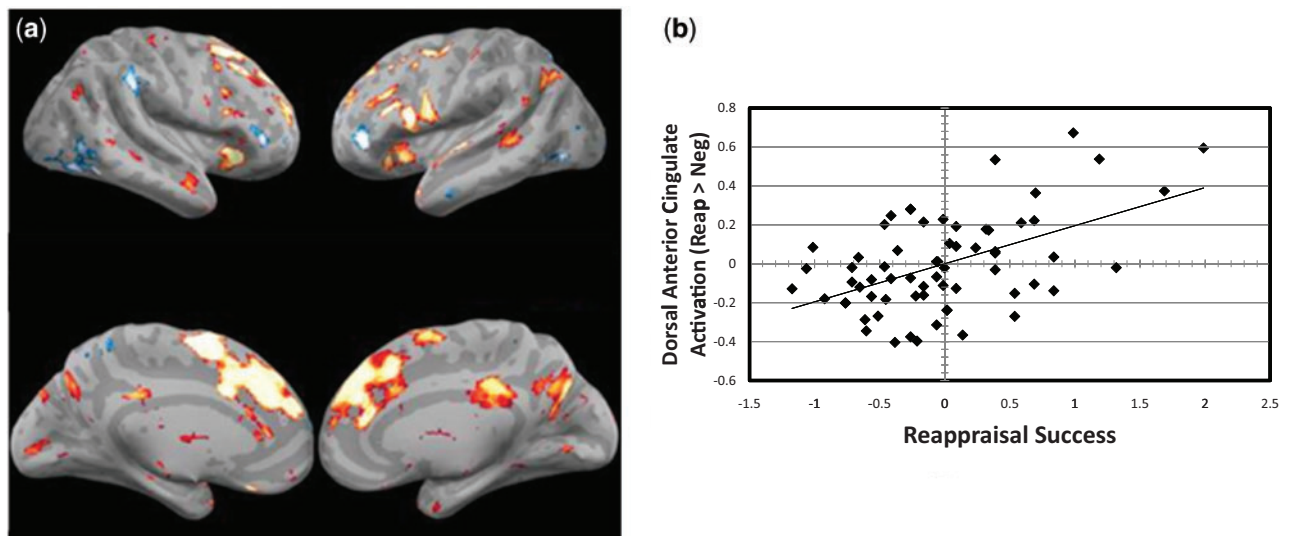 (a)
(b)
Dorsal Anterior Cingulate
Activation (Reap > Neg)
0.8
0.6
0.4
0.2
0
-0.2
-0.4
-0.6
-1.5 -1 -0.5 0 0.5 1 1.5 2 2.5
Reappraisal Success